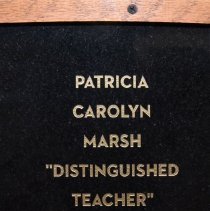 PATRICIA
CAROLYN
MARSH
"DISTINGUISHED
TEACHER"